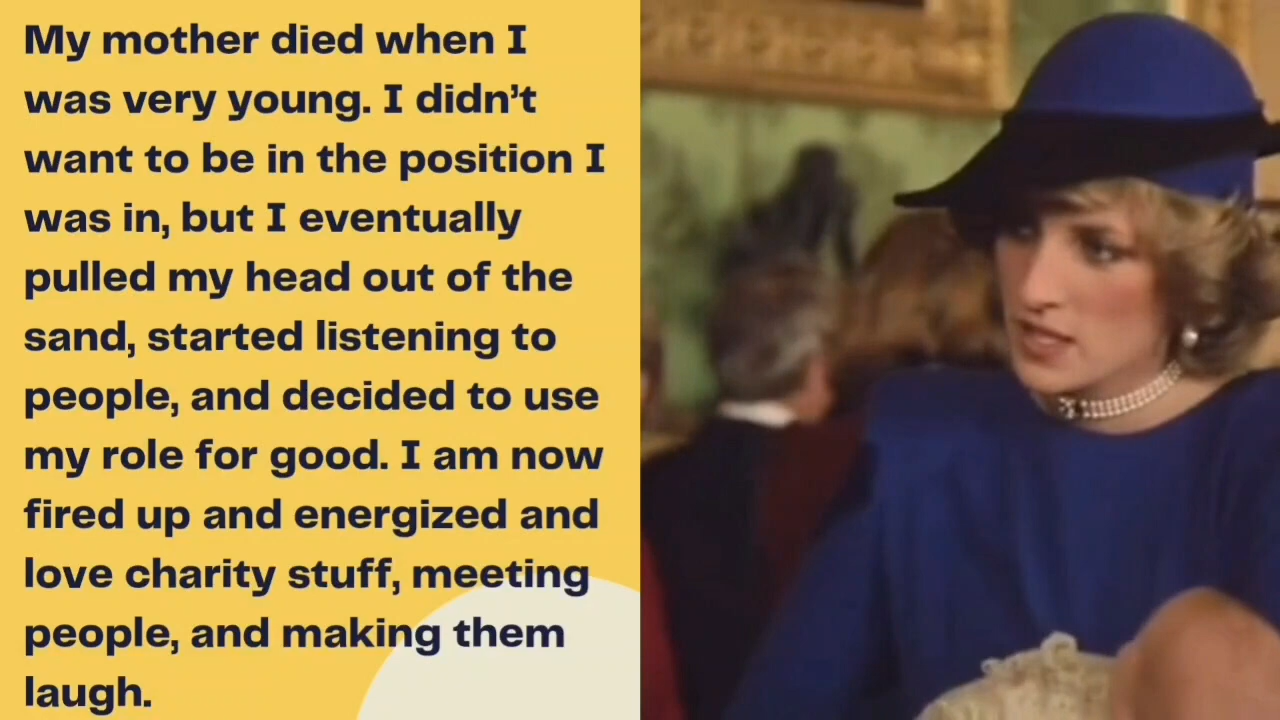 My mother died when I
was very young. I didn’t
want to be in the position I
was in, but I eventually
pulled my head out of the
sand, started listening to
people, and decided to use
my role for good. I am now
fired up and energized and
love charity stuff, meeting
people, and making them
laugh.